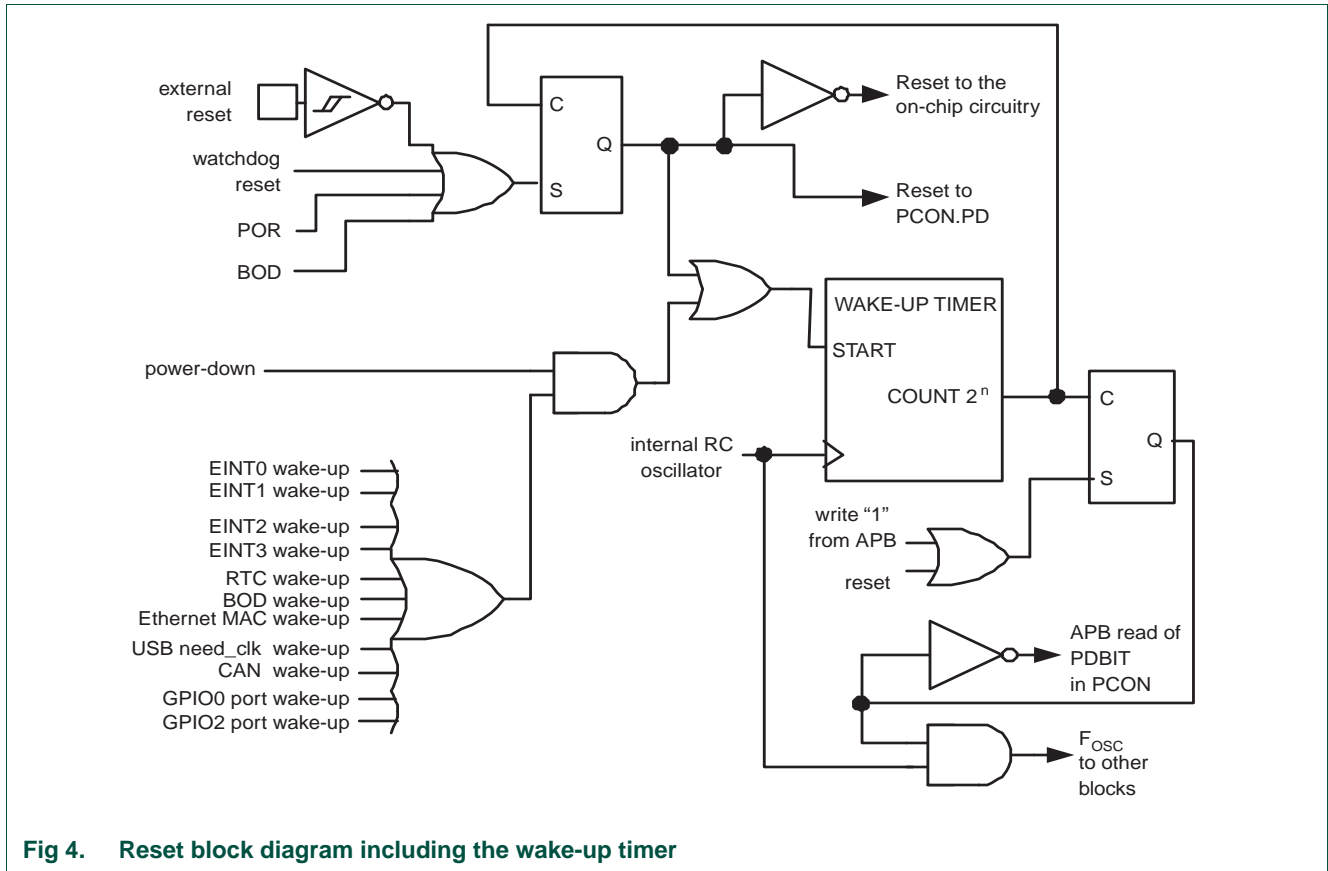 external
reset
watchdog
reset
POR
BOD
C
Q
S
Reset to the
on-chip circuitry
Reset to
PCON.PD
power-down
WAKE-UP TIMER
START
COUNT 2ⁿ
C
Q
S
internal RC
oscillator
EINT0 wake-up
EINT1 wake-up
EINT2 wake-up
EINT3 wake-up
RTC wake-up
BOD wake-up
Ethernet MAC wake-up
USB need_clk wake-up
CAN wake-up
GPIO0 port wake-up
GPIO2 port wake-up
write “1”
from APB
reset
APB read of
PDBIT
in PCON
FOSC
to other
blocks
Fig 4. Reset block diagram including the wake-up timer